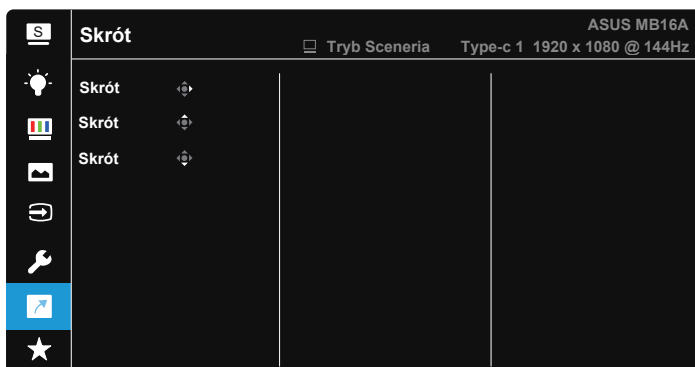 S
Skrót
ASUS MB16A
Tryb Sceneria Type-c 1 1920 x 1080 @ 144Hz
Skrót
Skrót
Skrót